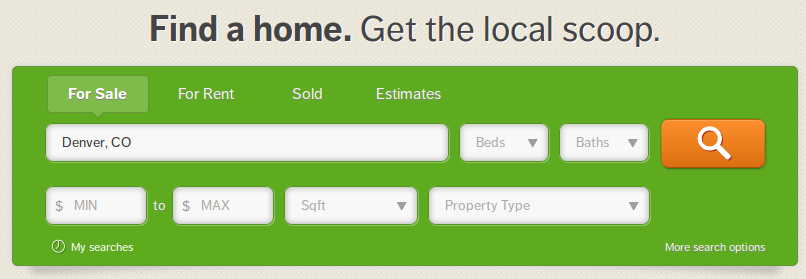 Find a home. Get the local scoop.
For Sale For Rent Sold Estimates
Denver, CO Beds Baths
$ MIN to $ MAX Sqft Property Type
My searches More search options